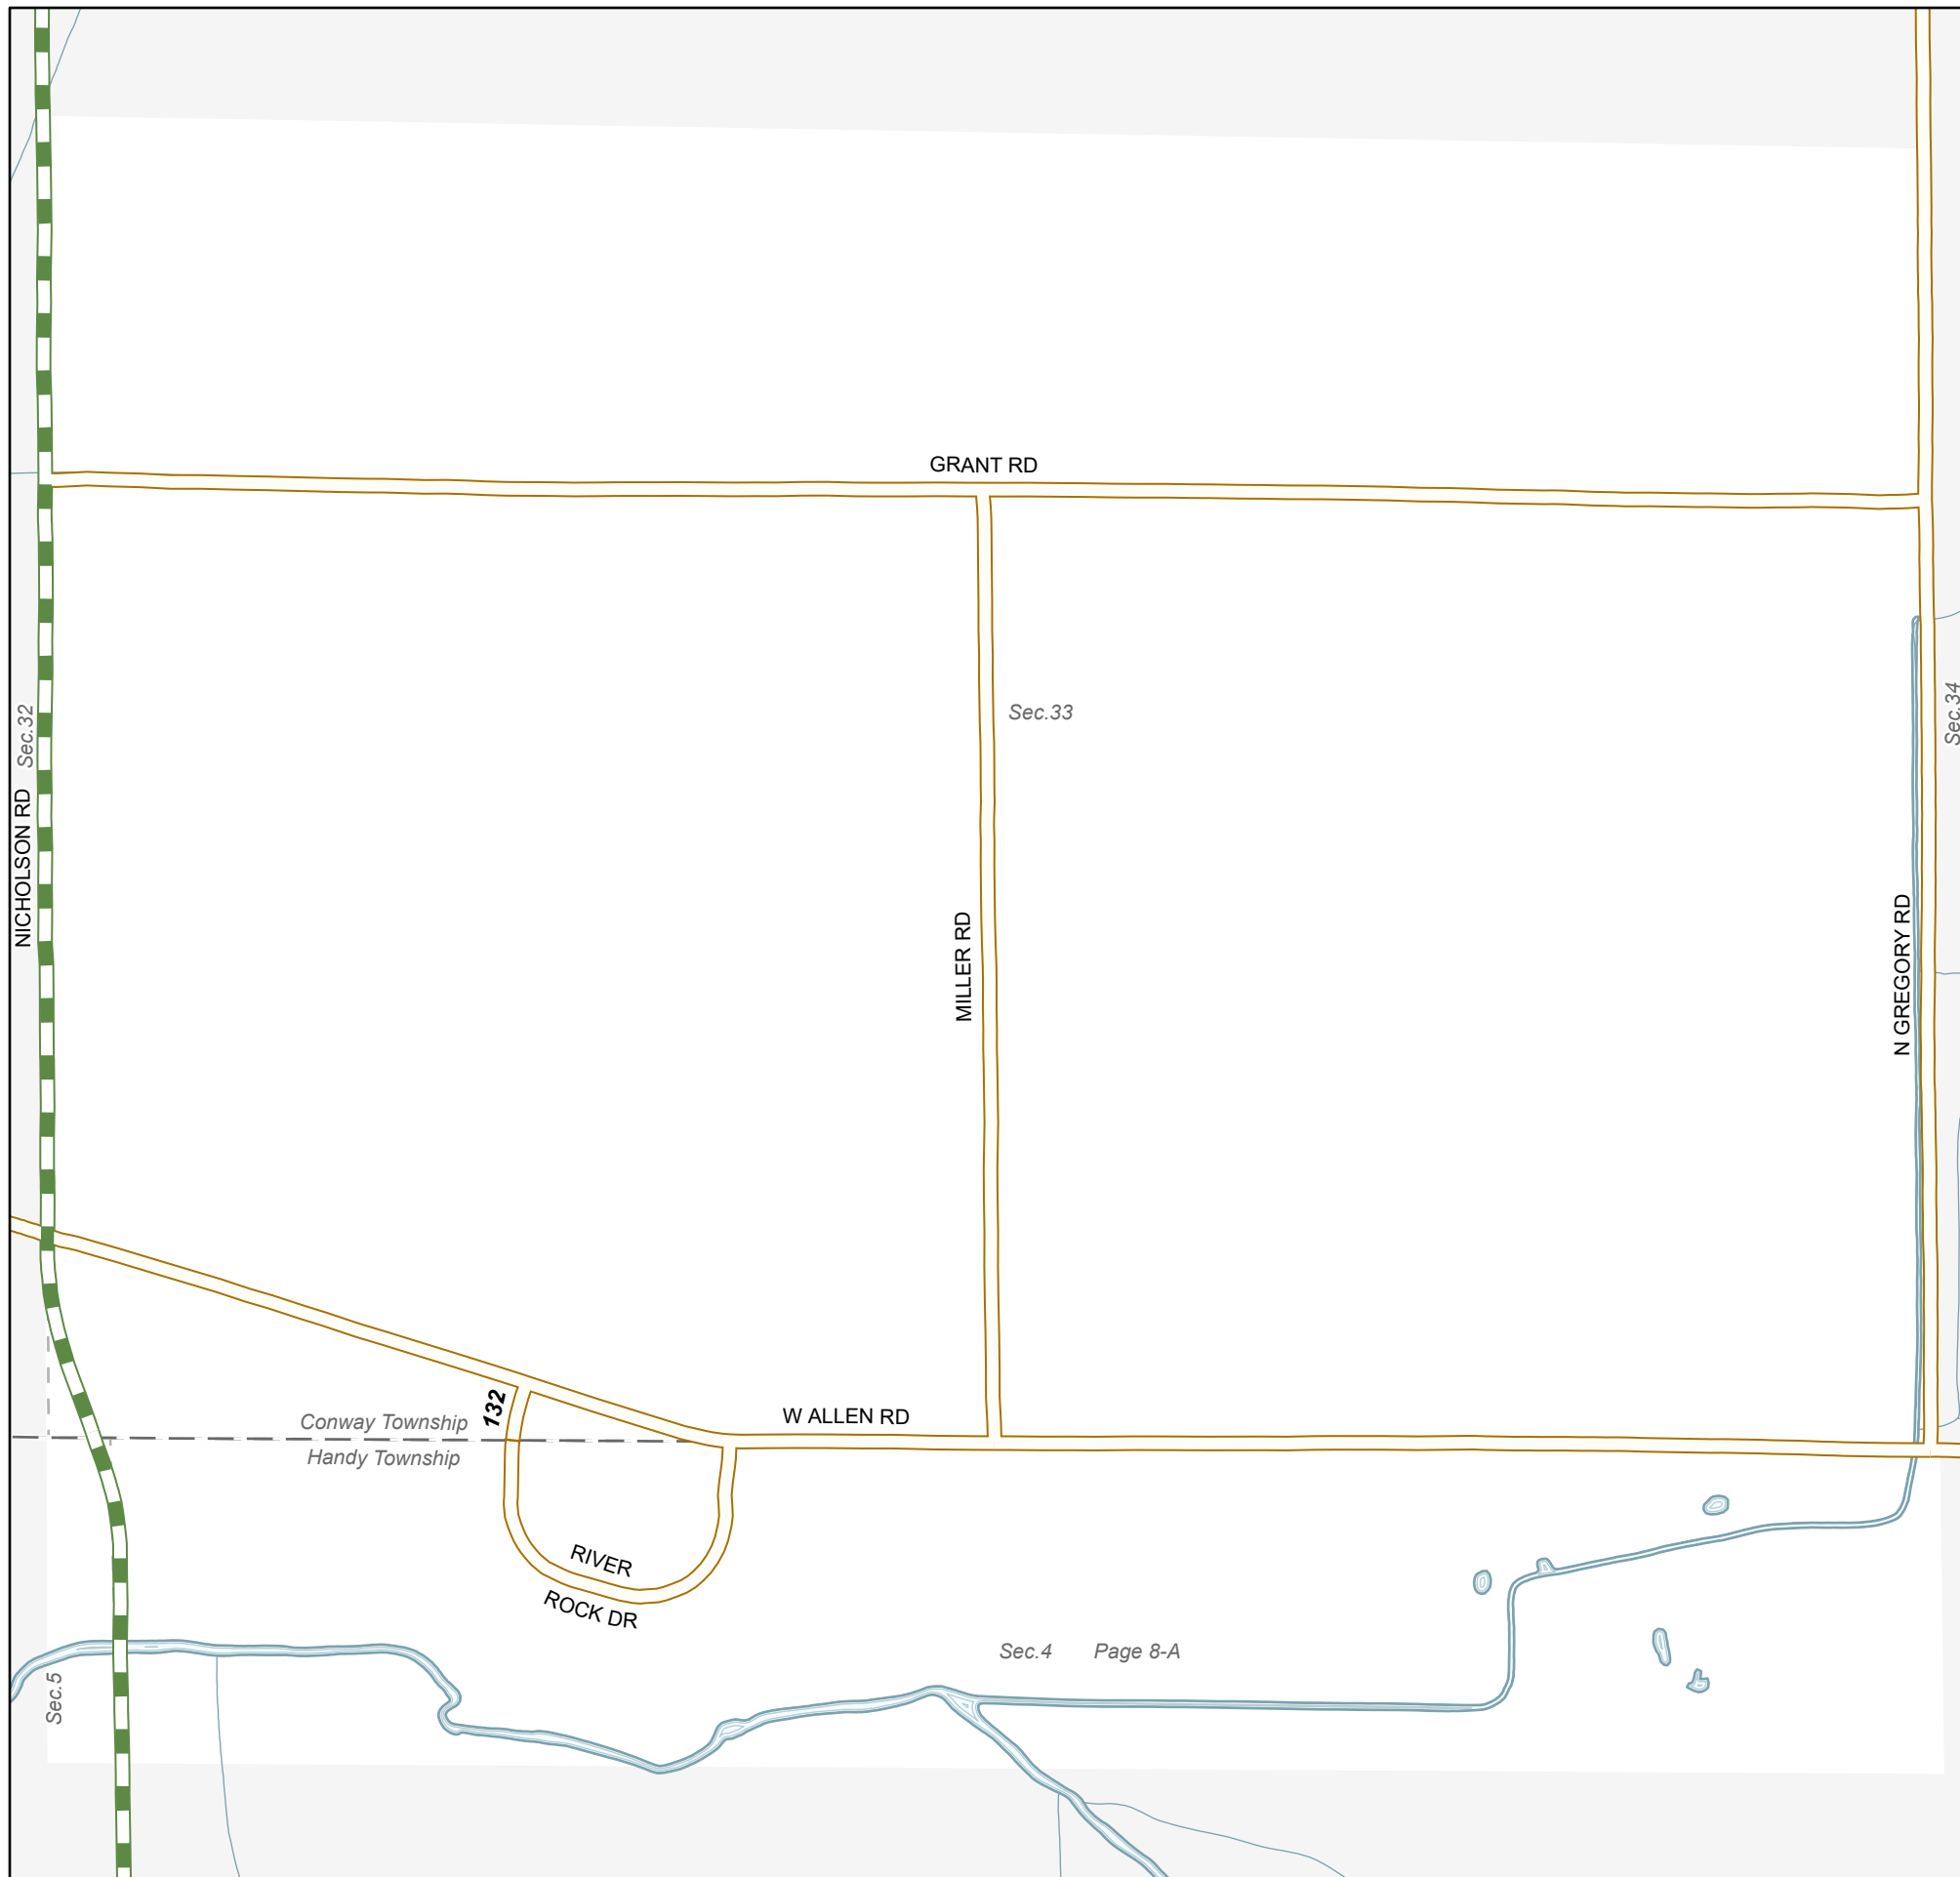 GRANT RD
Sec.32
Sec.33
Sec.34
NICHOLSON RD
MILLER RD
N GREGORY RD
132
Conway Township
W ALLEN RD
Handy Township
RIVER
ROCK DR
Sec.4 Page 8-A
Sec.5